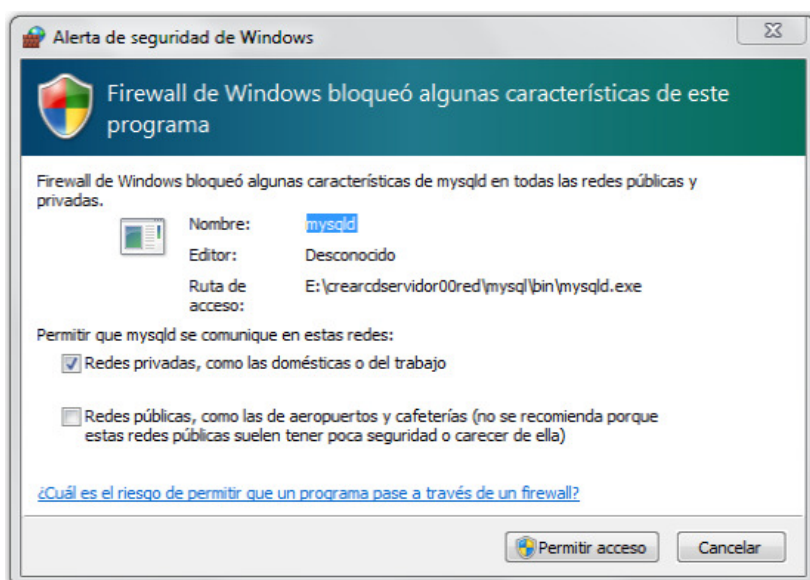 Alerta de seguridad de Windows
Firewall de Windows bloqueó algunas características de este
programa
Firewall de Windows bloqueó algunas características de mysqld en todas las redes públicas y
privadas.
Nombre: mysqld
Editor: Desconocido
Ruta de E:\crearcdservidor00red\mysql\bin\mysqld.exe
acceso:
Permitir que mysqld se comunique en estas redes:
Redes privadas, como las domésticas o del trabajo
Redes públicas, como las de aeropuertos y cafeterías (no se recomienda porque
estas redes públicas suelen tener poca seguridad o carecer de ella)
¿Cuál es el riesgo de permitir que un programa pase a través de un firewall?
Permitir acceso Cancelar